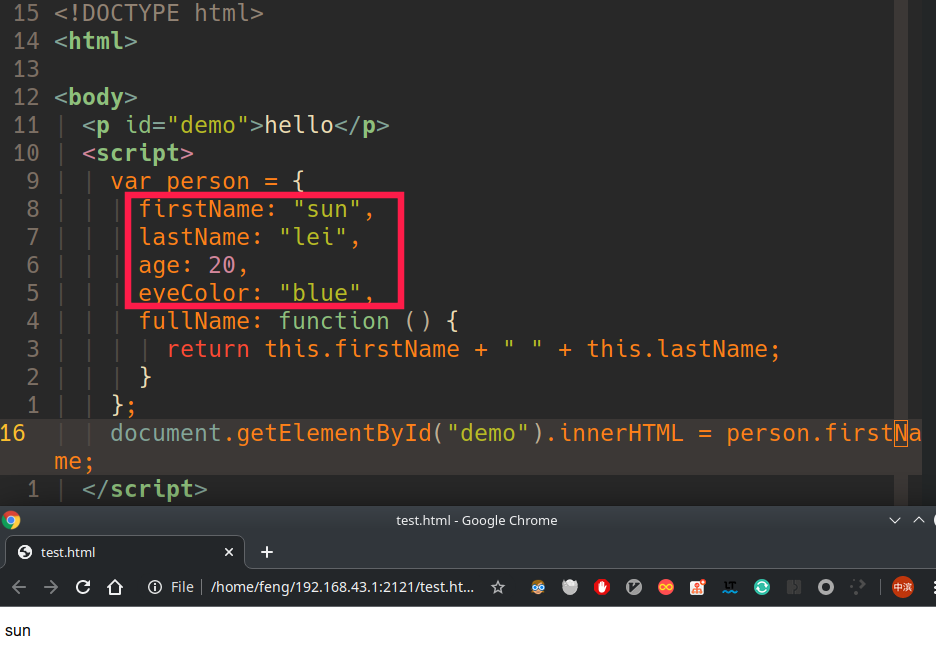 15 <!DOCTYPE html>
14 <html>
13
12 <body>
11 <p id="demo">hello</p>
10 <script>
9 var person = {
8 firstName: "sun",
7 lastName: "lei",
6 age: 20,
5 eyeColor: "blue",
4 fullName: function () {
3 return this.firstName + " " + this.lastName;
2 }
1 };
16 document.getElementById("demo").innerHTML = person.firstNa
me;
1 </script>
test.html - Google Chrome
test.html
File /home/feng/192.168.43.1:2121/test.ht... LT 中滨
sun